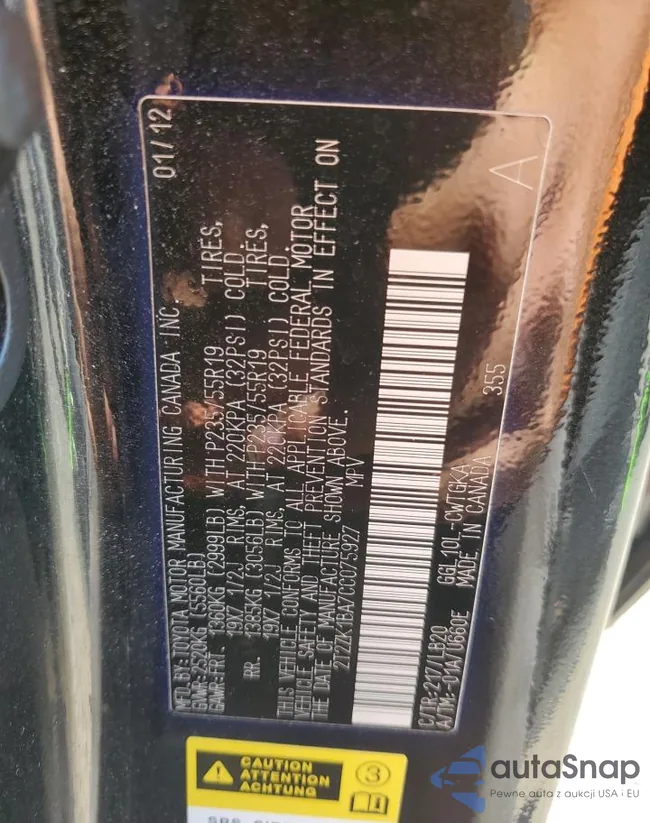 MFD. BY: TOYOTA MOTOR MANUFACTURING CANADA INC. 01/12
GVWR: 2520KG (5560LB)
GAWR: FRT. 1360KG (2999LB) WITH P235/55R19 TIRES,
19X7 1/2J RIMS, AT 220KPA (32PSI) COLD.
RR. 1385KG (3056LB) WITH P235/55R19 TIRES,
19X7 1/2J RIMS, AT 220KPA (32PSI) COLD.
THIS VEHICLE CONFORMS TO ALL APPLICABLE FEDERAL MOTOR
VEHICLE SAFETY AND THEFT PREVENTION STANDARDS IN EFFECT ON
THE DATE OF MANUFACTURE SHOWN ABOVE.
2T2ZK1BA7CC075927 MPV
C/TR: 217/LB20 GGL10L-CWTGKA
A/TM: -01A/U660E MADE IN CANADA 355
A
CAUTION
ATTENTION
ACHTUNG
3
autaSnap
Pewne auta z aukcji USA i EU